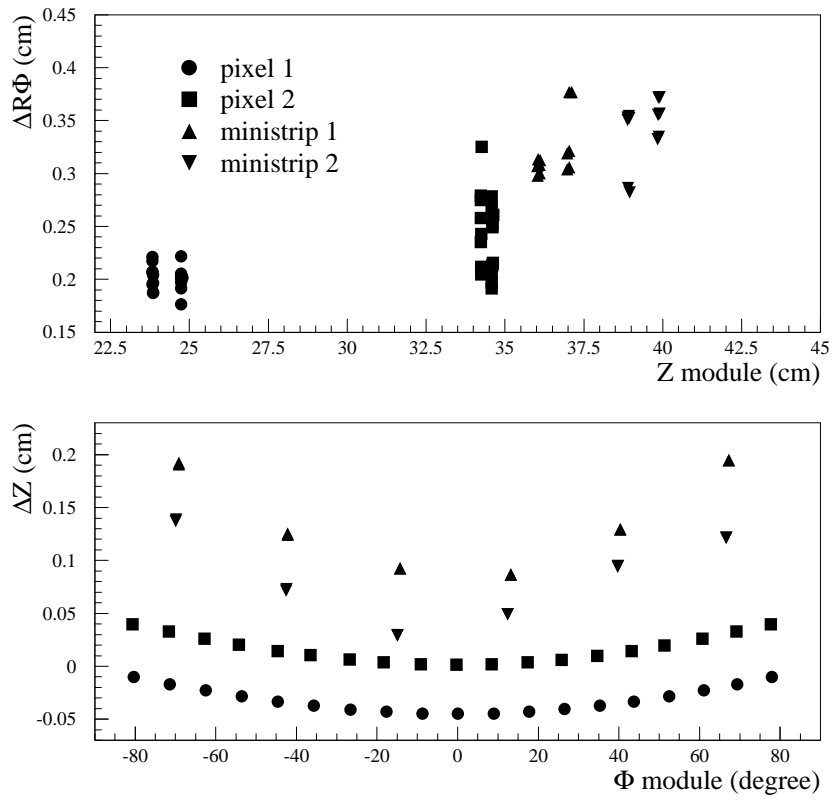 ΔRΦ (cm)
0.45
0.4
0.35
0.3
0.25
0.2
0.15
pixel 1
pixel 2
ministrip 1
ministrip 2
22.5 25 27.5 30 32.5 35 37.5 40 42.5 45
Z module (cm)
ΔZ (cm)
0.2
0.15
0.1
0.05
0
-0.05
-80 -60 -40 -20 0 20 40 60 80
Φ module (degree)